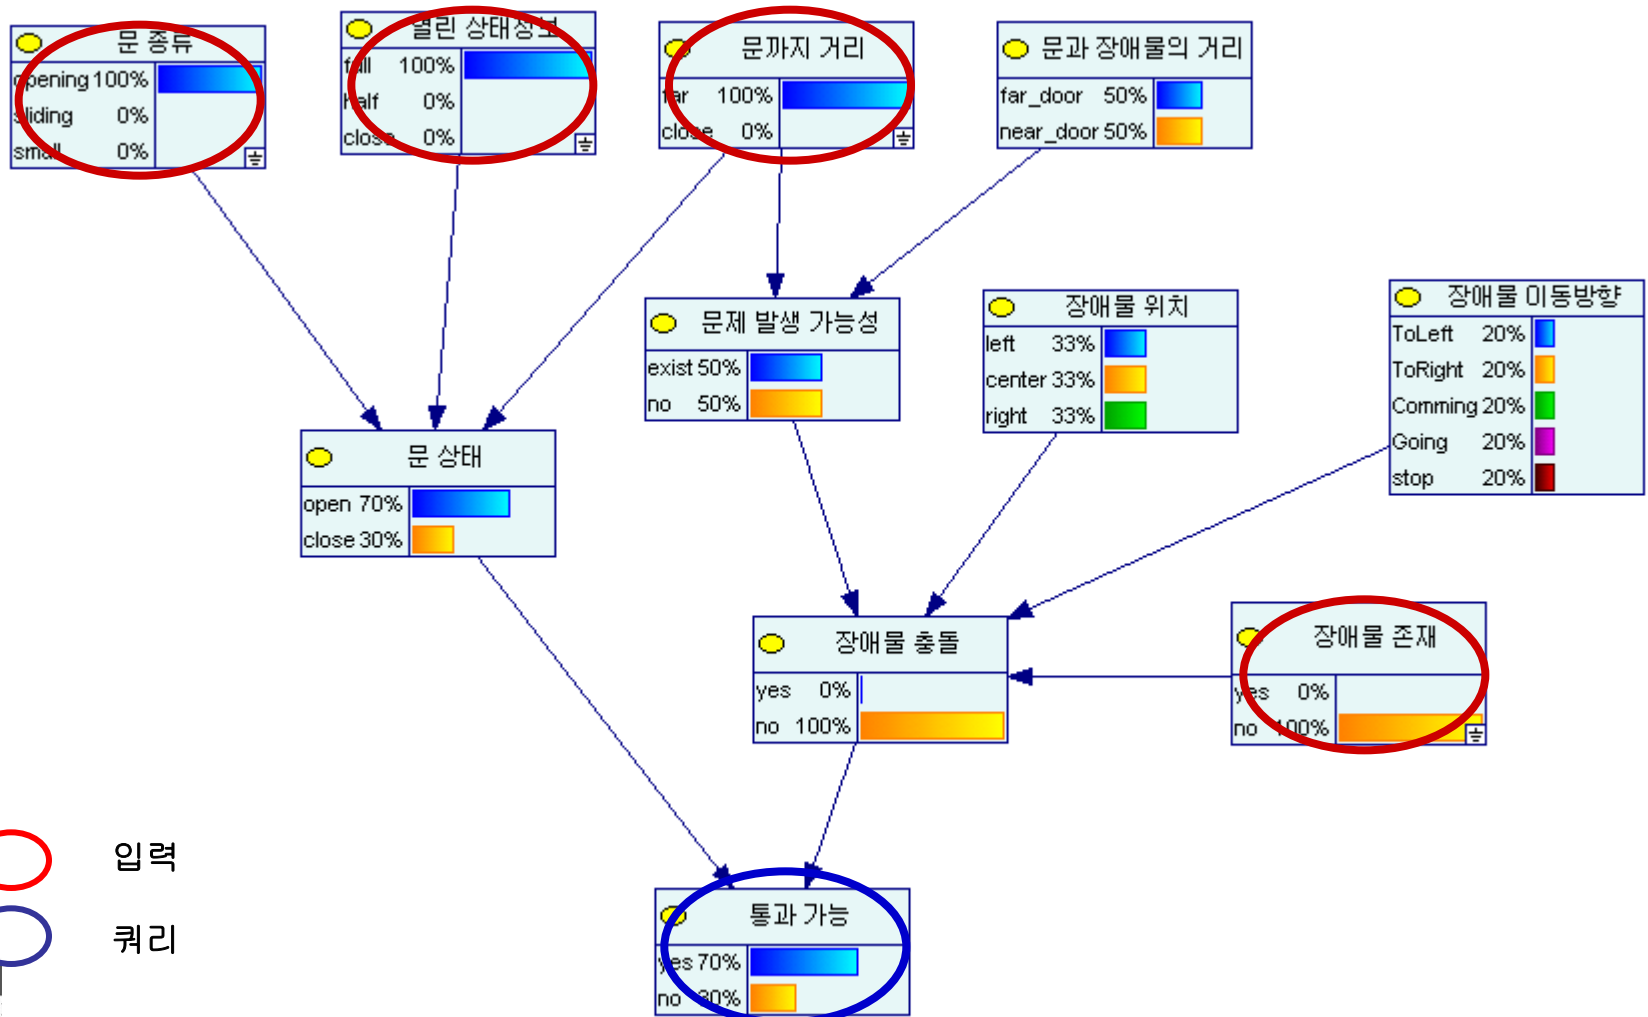 문 종류
opening 100%
sliding 0%
small 0%
열린 상태정보
full 100%
half 0%
close 0%
문까지 거리
far 100%
close 0%
문과 장애물의 거리
far_door 50%
near_door 50%
문제 발생 가능성
exist 50%
no 50%
장애물 위치
left 33%
center 33%
right 33%
장애물 이동방향
ToLeft 20%
ToRight 20%
Comming 20%
Going 20%
stop 20%
문 상태
open 70%
close 30%
장애물 충돌
yes 0%
no 100%
장애물 존재
yes 0%
no 100%
통과 가능
yes 70%
no 30%
입력
쿼리